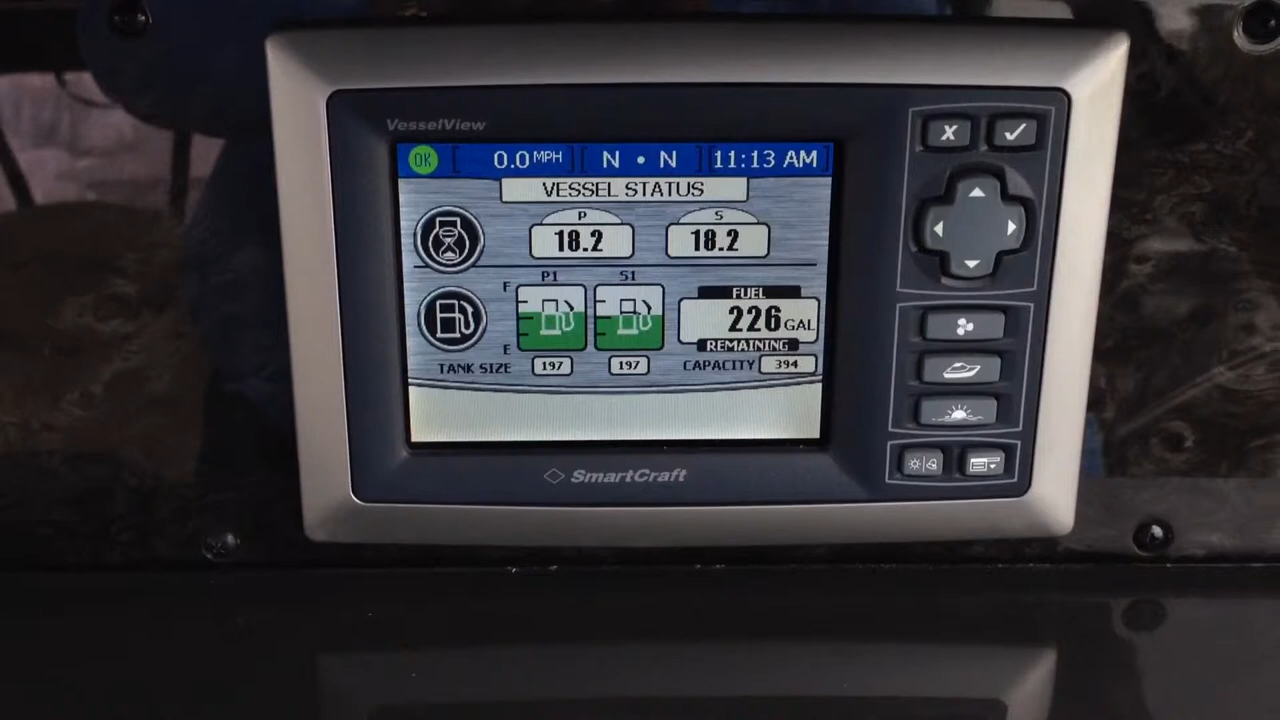 VesselView
OK 0.0 MPH N • N 11:13 AM
VESSEL STATUS
P S
18.2 18.2
P1 S1
F
FUEL
226 GAL
REMAINING
E
TANK SIZE 197 197 CAPACITY 394
SmartCraft
X